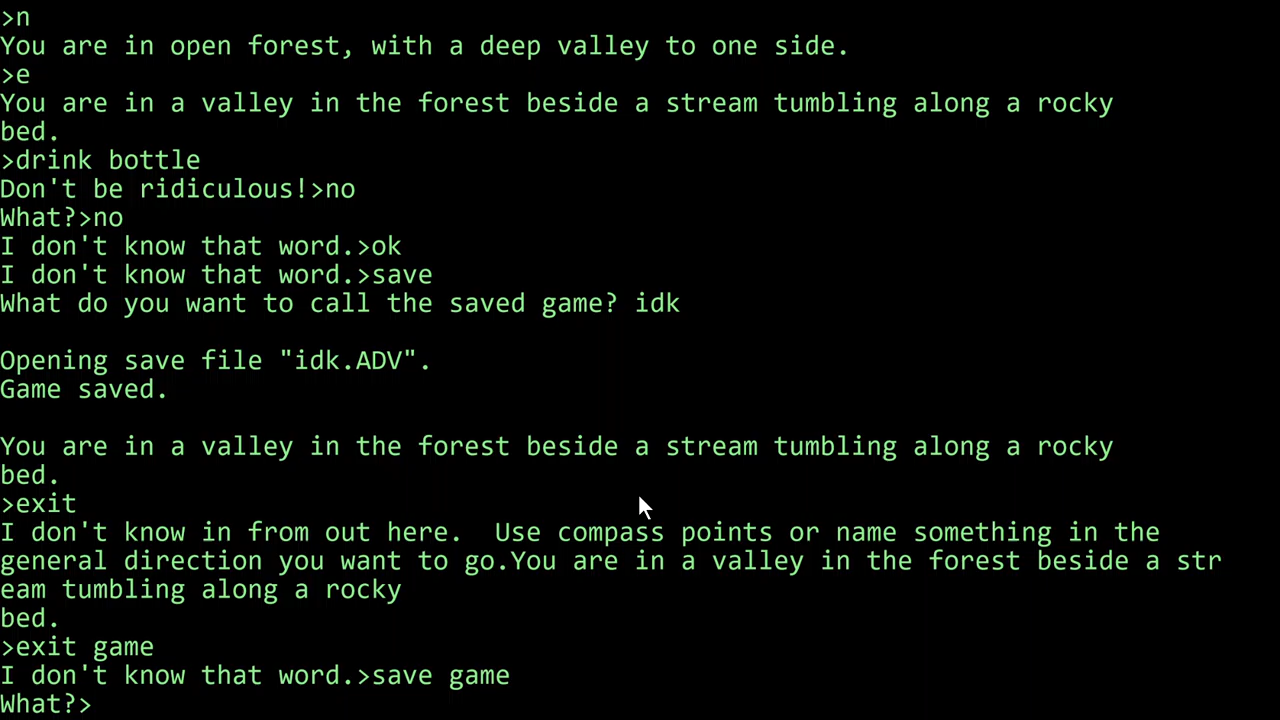 >n
You are in open forest, with a deep valley to one side.
>e
You are in a valley in the forest beside a stream tumbling along a rocky
bed.
>drink bottle
Don't be ridiculous!>no
What?>no
I don't know that word.>ok
I don't know that word.>save
What do you want to call the saved game? idk
Opening save file "idk.ADV".
Game saved.
You are in a valley in the forest beside a stream tumbling along a rocky
bed.
>exit
I don't know in from out here.  Use compass points or name something in the
general direction you want to go.You are in a valley in the forest beside a str
eam tumbling along a rocky
bed.
>exit game
I don't know that word.>save game
What?>